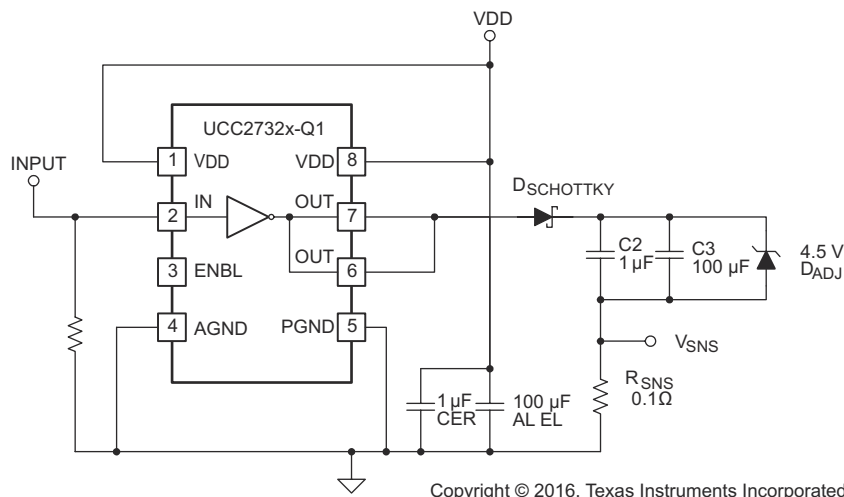 VDD
UCC2732x-Q1
INPUT
1
VDD
VDD
8
DSCHOTTKY
2
IN
OUT
7
C2
1 µF
C3
100 µF
4.5 V
DADJ
3
ENBL
OUT
6
4
AGND
PGND
5
VSNS
RSNS
0.1Ω
1 µF
CER
100 µF
AL EL
Copyright © 2016, Texas Instruments Incorporated